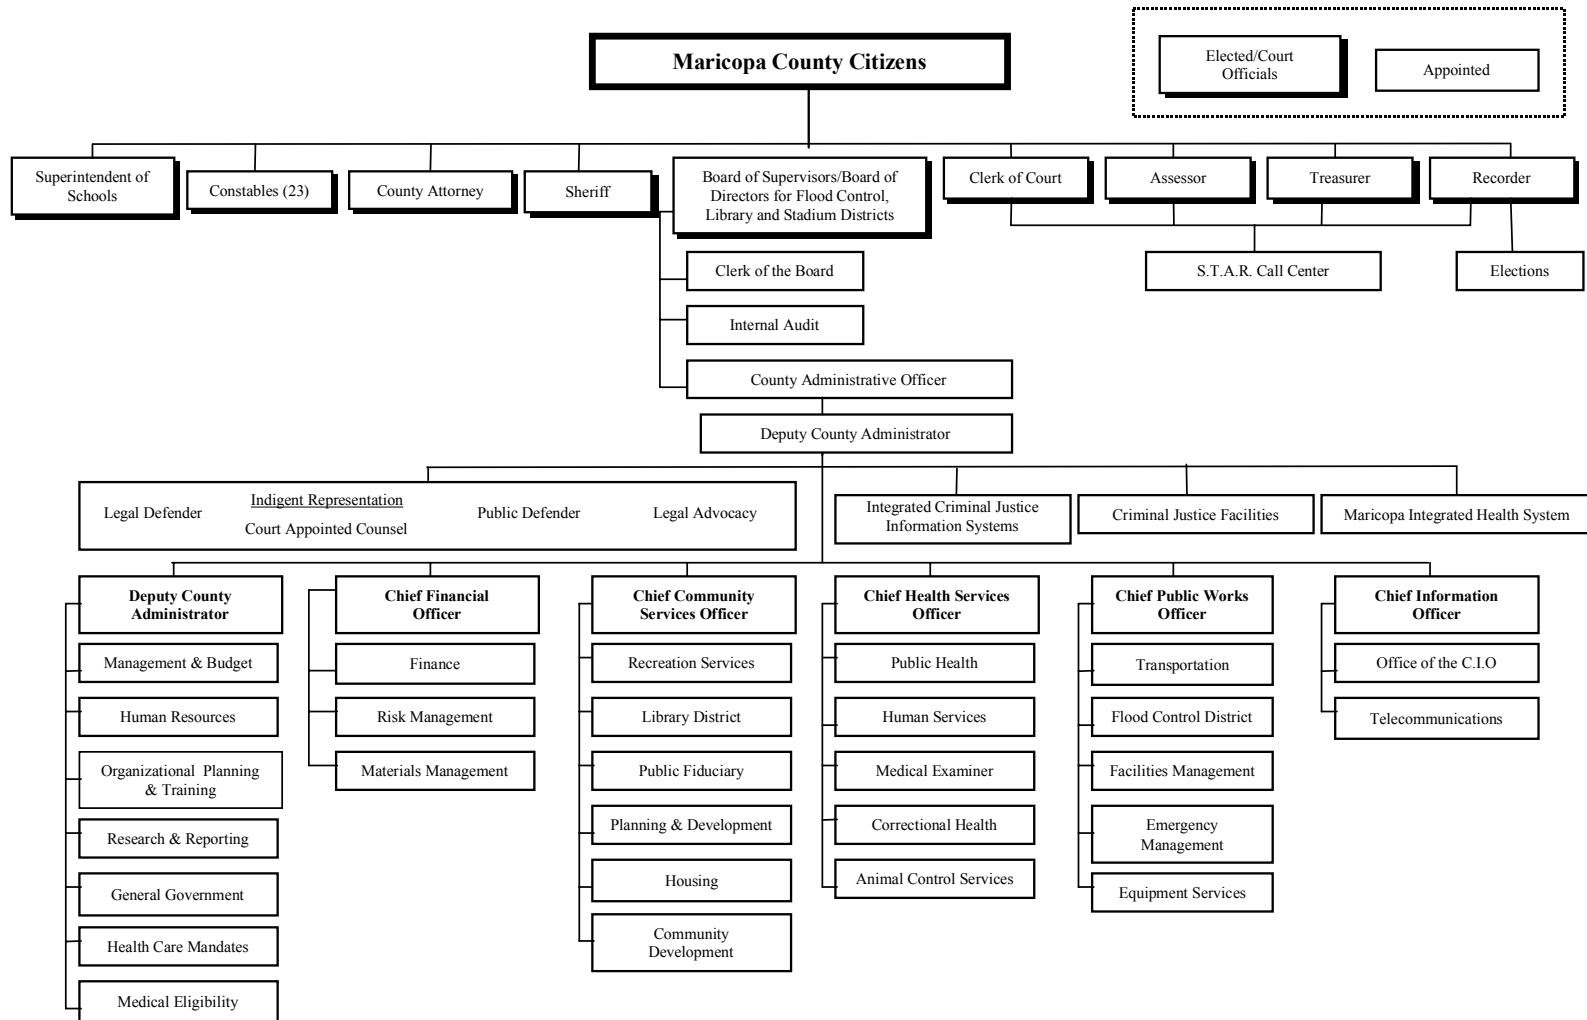 Maricopa County Citizens
Elected/Court
Officials
Appointed
Superintendent of
Schools
Constables (23)
County Attorney
Sheriff
Board of Supervisors/Board of
Directors for Flood Control,
Library and Stadium Districts
Clerk of Court
Assessor
Treasurer
Recorder
Clerk of the Board
S.T.A.R. Call Center
Elections
Internal Audit
County Administrative Officer
Deputy County Administrator
Indigent Representation
Legal Defender
Court Appointed Counsel
Public Defender
Legal Advocacy
Integrated Criminal Justice
Information Systems
Criminal Justice Facilities
Maricopa Integrated Health System
Deputy County
Administrator
Management & Budget
Human Resources
Organizational Planning
& Training
Research & Reporting
General Government
Health Care Mandates
Medical Eligibility
Chief Financial
Officer
Finance
Risk Management
Materials Management
Chief Community
Services Officer
Recreation Services
Library District
Public Fiduciary
Planning & Development
Housing
Community
Development
Chief Health Services
Officer
Public Health
Human Services
Medical Examiner
Correctional Health
Animal Control Services
Chief Public Works
Officer
Transportation
Flood Control District
Facilities Management
Emergency
Management
Equipment Services
Chief Information
Officer
Office of the C.I.O
Telecommunications